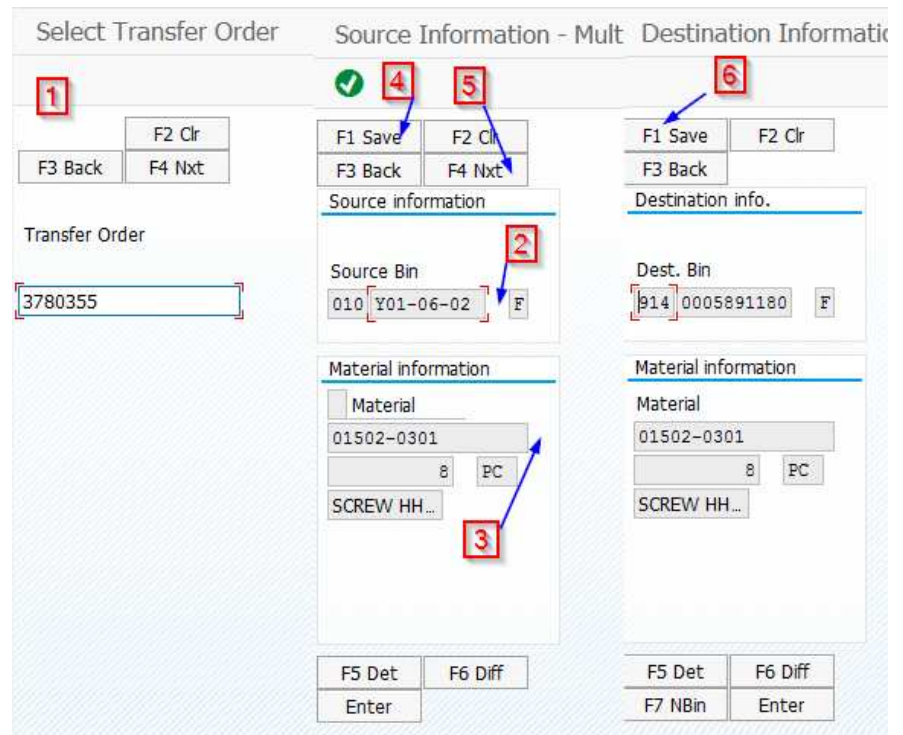 Select Transfer Order
1
F2 Clr
F3 Back F4 Nxt
Transfer Order
3780355
Source Information - Mult
4 5
F1 Save F2 Clr
F3 Back F4 Nxt
Source information
2
Source Bin
010 Y01-06-02 F
Material information
Material
01502-0301
8 PC
SCREW HH...
3
F5 Det F6 Diff
Enter
Destination Informatio
6
F1 Save F2 Clr
F3 Back
Destination info.
Dest. Bin
914 0005891180 F
Material information
Material
01502-0301
8 PC
SCREW HH...
F5 Det F6 Diff
F7 NBin Enter